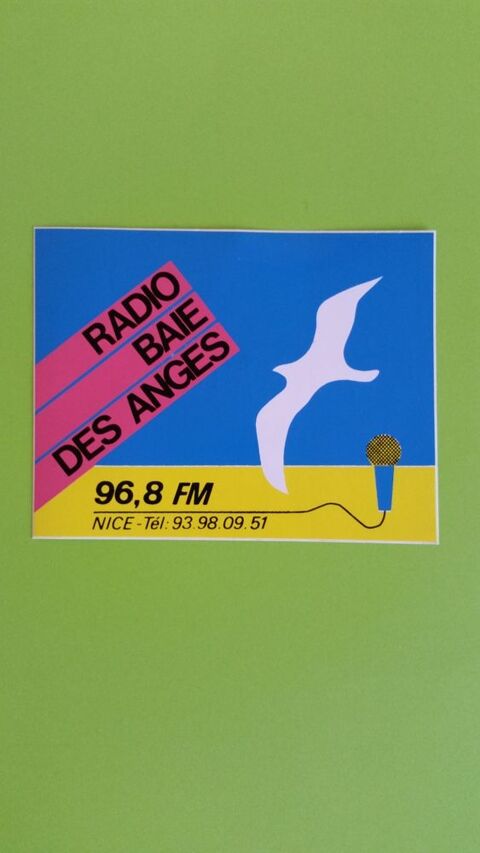 RADIO
BAIE
DES ANGES
96,8 FM
NICE - Tél: 93.98.09.51